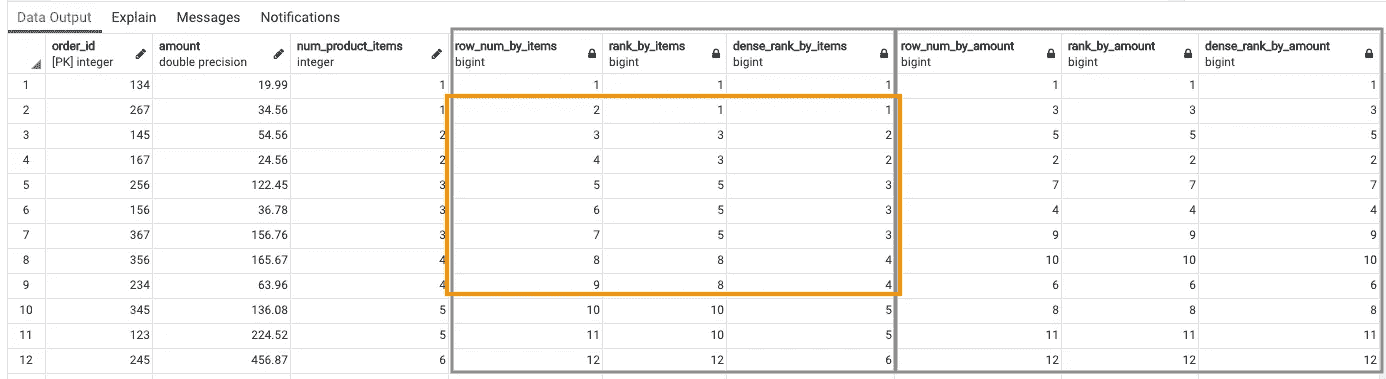 Data Output Explain Messages Notifications
order_id amount num_product_items row_num_by_items rank_by_items dense_rank_by_items row_num_by_amount rank_by_amount dense_rank_by_amount
[PK] integer double precision integer bigint bigint bigint bigint bigint bigint
1 134 19.99 1 1 1 1 1 1 1
2 267 34.56 1 2 1 1 3 3 3
3 145 54.56 2 3 3 2 5 5 5
4 167 24.56 2 4 3 2 2 2 2
5 256 122.45 3 5 5 3 7 7 7
6 156 36.78 3 6 5 3 4 4 4
7 367 156.76 3 7 5 3 9 9 9
8 356 165.67 4 8 8 4 10 10 10
9 234 63.96 4 9 8 4 6 6 6
10 345 136.08 5 10 10 5 8 8 8
11 123 224.52 5 11 10 5 11 11 11
12 245 456.87 6 12 12 6 12 12 12